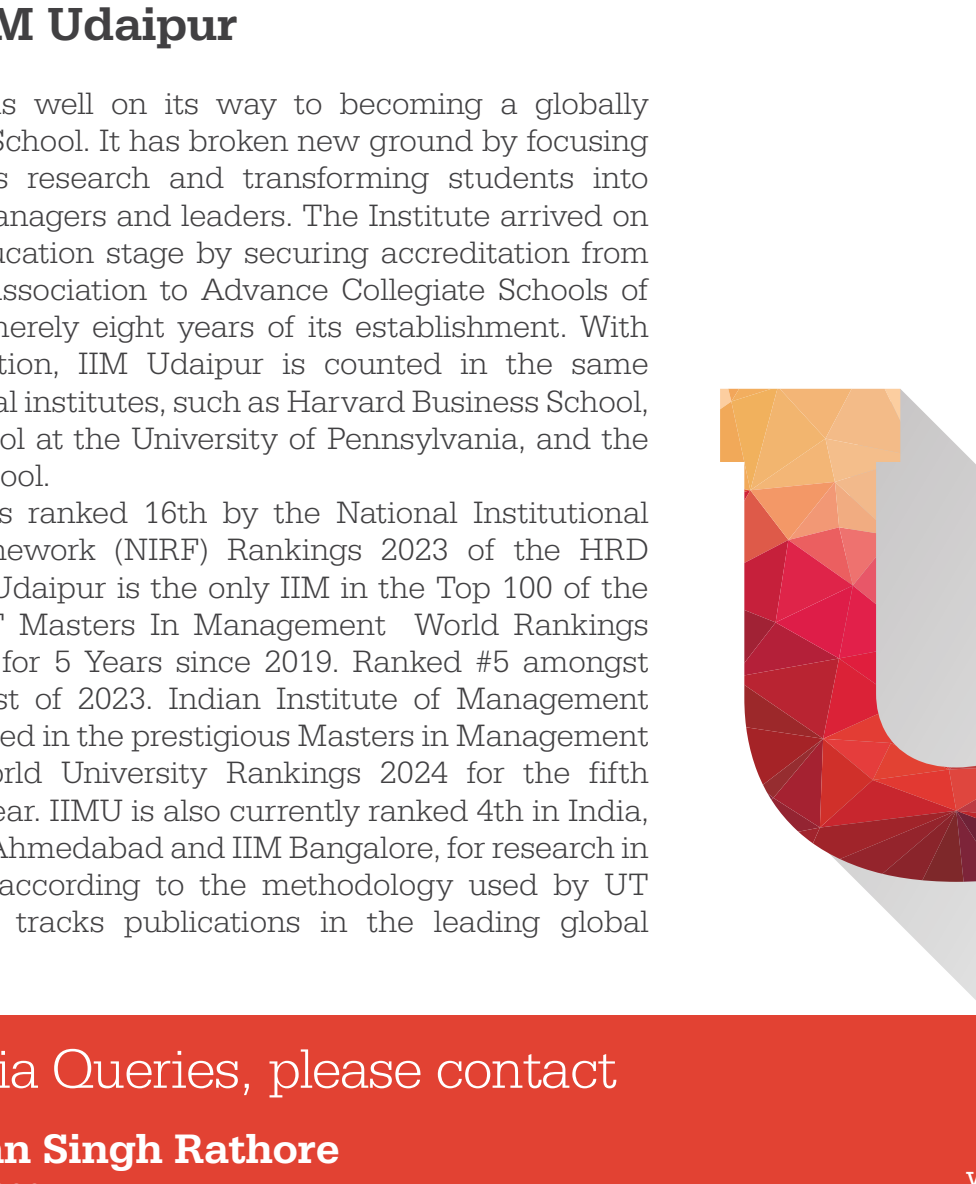 M Udaipur
is well on its way to becoming a globally
School. It has broken new ground by focusing
s research and transforming students into
anagers and leaders. The Institute arrived on
ucation stage by securing accreditation from
ssociation to Advance Collegiate Schools of
merely eight years of its establishment. With
tion, IIM Udaipur is counted in the same
al institutes, such as Harvard Business School,
ol at the University of Pennsylvania, and the
ool.
s ranked 16th by the National Institutional
nework (NIRF) Rankings 2023 of the HRD
Udaipur is the only IIM in the Top 100 of the
T Masters In Management World Rankings
for 5 Years since 2019. Ranked #5 amongst
st of 2023. Indian Institute of Management
ed in the prestigious Masters in Management
orld University Rankings 2024 for the fifth
ear. IIMU is also currently ranked 4th in India,
Ahmedabad and IIM Bangalore, for research in
according to the methodology used by UT
tracks publications in the leading global
ia Queries, please contact
an Singh Rathore